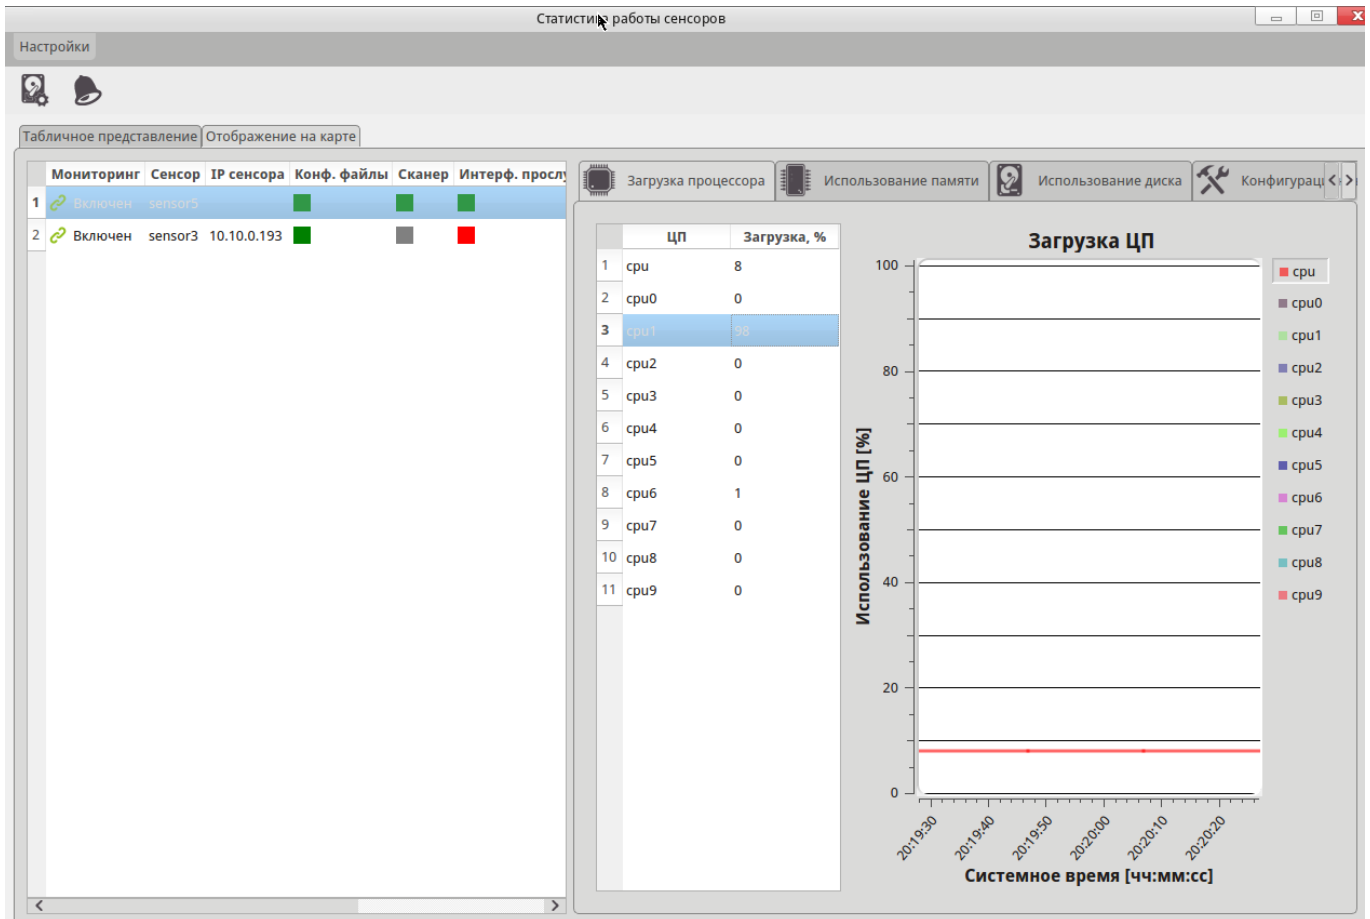 Статистика работы сенсоров
Настройки
Табличное представление Отображение на карте
Мониторинг Сенсор IP сенсора Конф. файлы Сканер Интерф. прослу
1 Включен sensor5
2 Включен sensor3 10.10.0.193
Загрузка процессора Использование памяти Использование диска Конфигурац
ЦП Загрузка, %
1 cpu 8
2 cpu0 0
3 cpu1 98
4 cpu2 0
5 cpu3 0
6 cpu4 0
7 cpu5 0
8 cpu6 1
9 cpu7 0
10 cpu8 0
11 cpu9 0
Загрузка ЦП
Использование ЦП [%]
100
80
60
40
20
0
20:19:30 20:19:40 20:19:50 20:20:00 20:20:10 20:20:20
Системное время [чч:мм:сс]
cpu
cpu0
cpu1
cpu2
cpu3
cpu4
cpu5
cpu6
cpu7
cpu8
cpu9